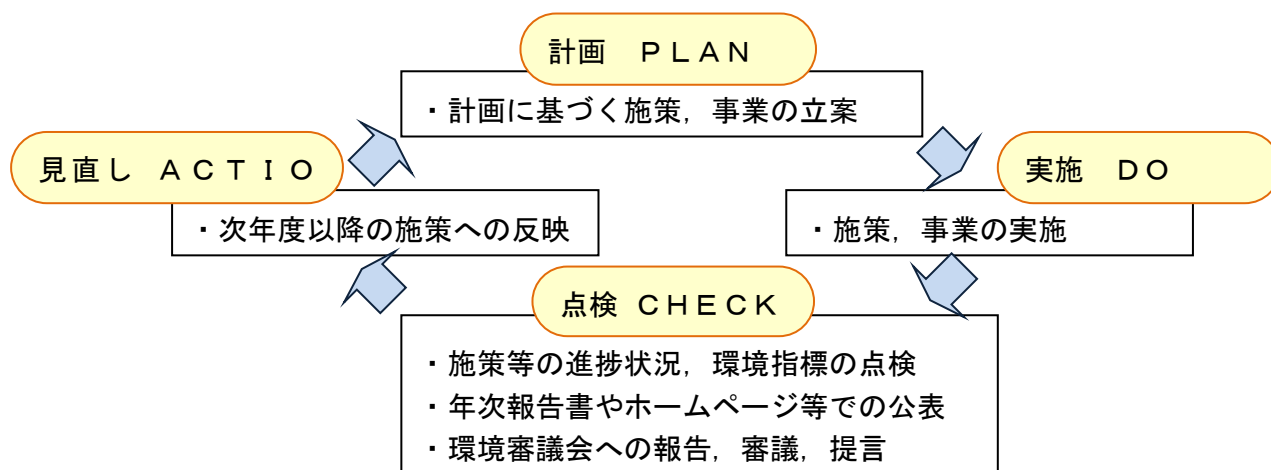 計画　ＰＬＡＮ
・計画に基づく施策，事業の立案
見直し　ＡＣＴＩＯ
実施　ＤＯ
・次年度以降の施策への反映
・施策，事業の実施
点検 ＣＨＥＣＫ
・施策等の進捗状況，環境指標の点検
・年次報告書やホームページ等での公表
・環境審議会への報告，審議，提言